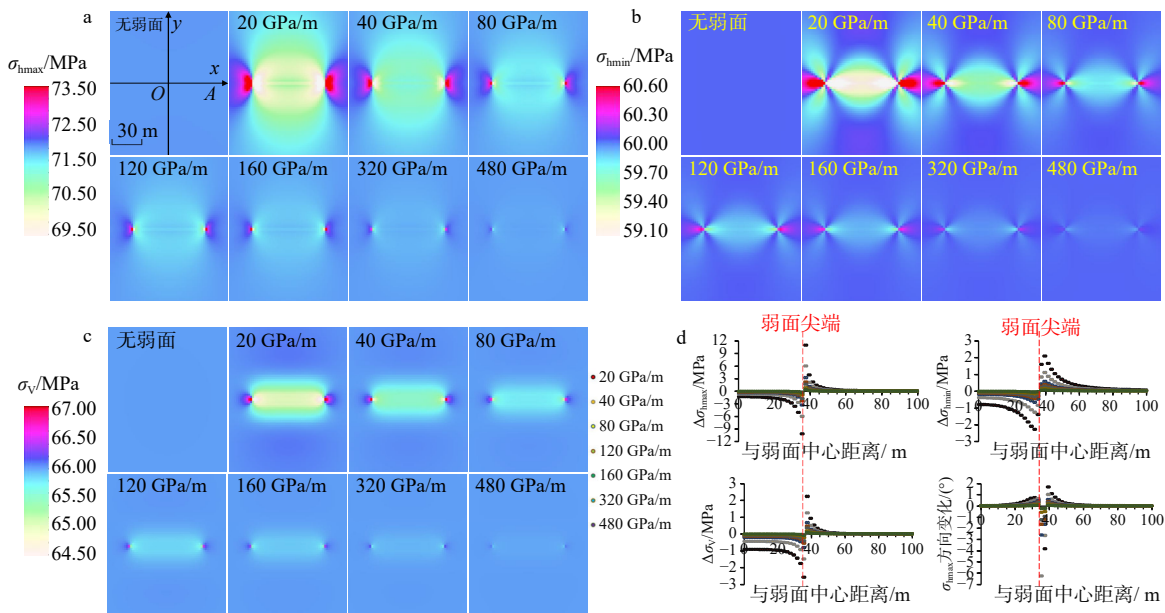 a
无弱面
y
x
O
A
30 m
20 GPa/m
40 GPa/m
80 GPa/m
120 GPa/m
160 GPa/m
320 GPa/m
480 GPa/m
σhmax/MPa
73.50
72.50
71.50
70.50
69.50
b
无弱面
20 GPa/m
40 GPa/m
80 GPa/m
120 GPa/m
160 GPa/m
320 GPa/m
480 GPa/m
σhmin/MPa
60.60
60.30
60.00
59.70
59.40
59.10
c
无弱面
20 GPa/m
40 GPa/m
80 GPa/m
120 GPa/m
160 GPa/m
320 GPa/m
480 GPa/m
σV/MPa
67.00
66.50
66.00
65.50
65.00
64.50
20 GPa/m
40 GPa/m
80 GPa/m
120 GPa/m
160 GPa/m
320 GPa/m
480 GPa/m
d
弱面尖端
Δσhmax/MPa
12
9
6
3
0
−3
−6
−9
−12
0 20 40 60 80 100
与弱面中心距离/ m
弱面尖端
Δσhmin/MPa
3
2
1
0
−1
−2
−3
0 20 40 60 80 100
与弱面中心距离/ m
ΔσV/MPa
3
2
1
0
−1
−2
−3
0 20 40 60 80 100
与弱面中心距离/ m
σhmax方向变化/(°)
3
2
1
0
−1
−2
−3
−4
−5
−6
−7
0 20 40 60 80 100
与弱面中心距离/ m